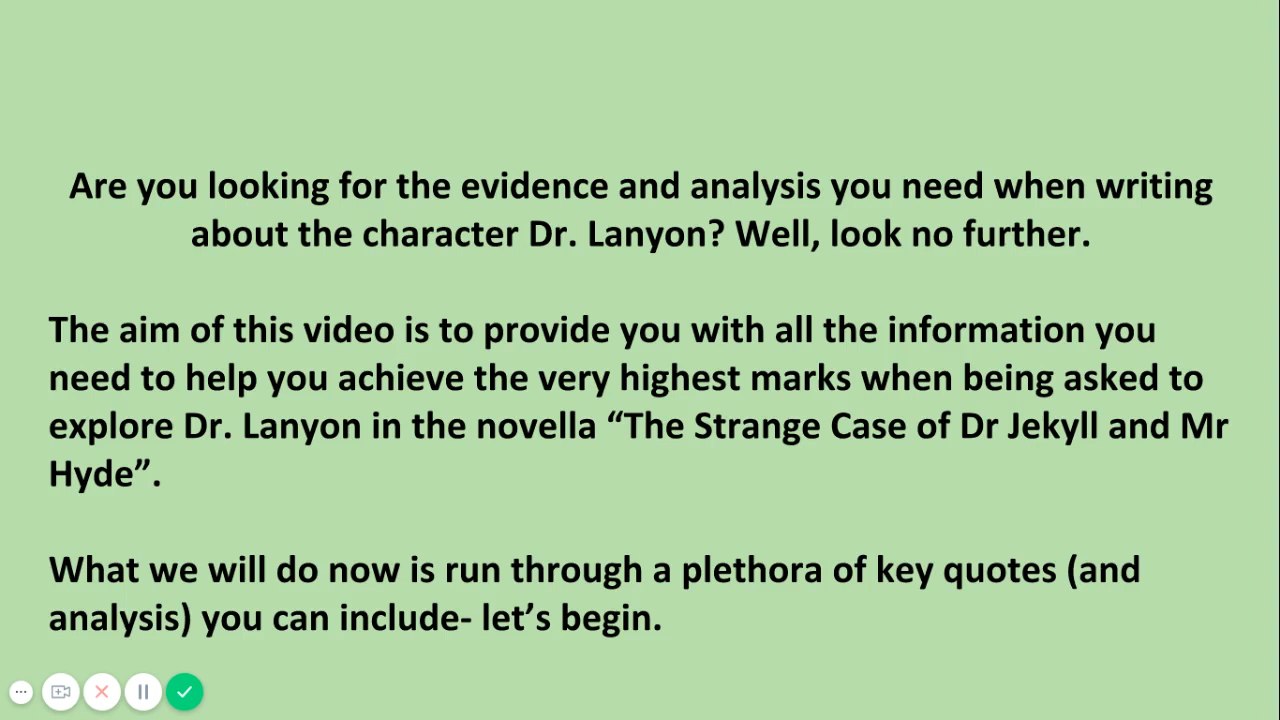 Are you looking for the evidence and analysis you need when writing
about the character Dr. Lanyon? Well, look no further.
The aim of this video is to provide you with all the information you
need to help you achieve the very highest marks when being asked to
explore Dr. Lanyon in the novella “The Strange Case of Dr Jekyll and Mr
Hyde”.
What we will do now is run through a plethora of key quotes (and
analysis) you can include- let’s begin.